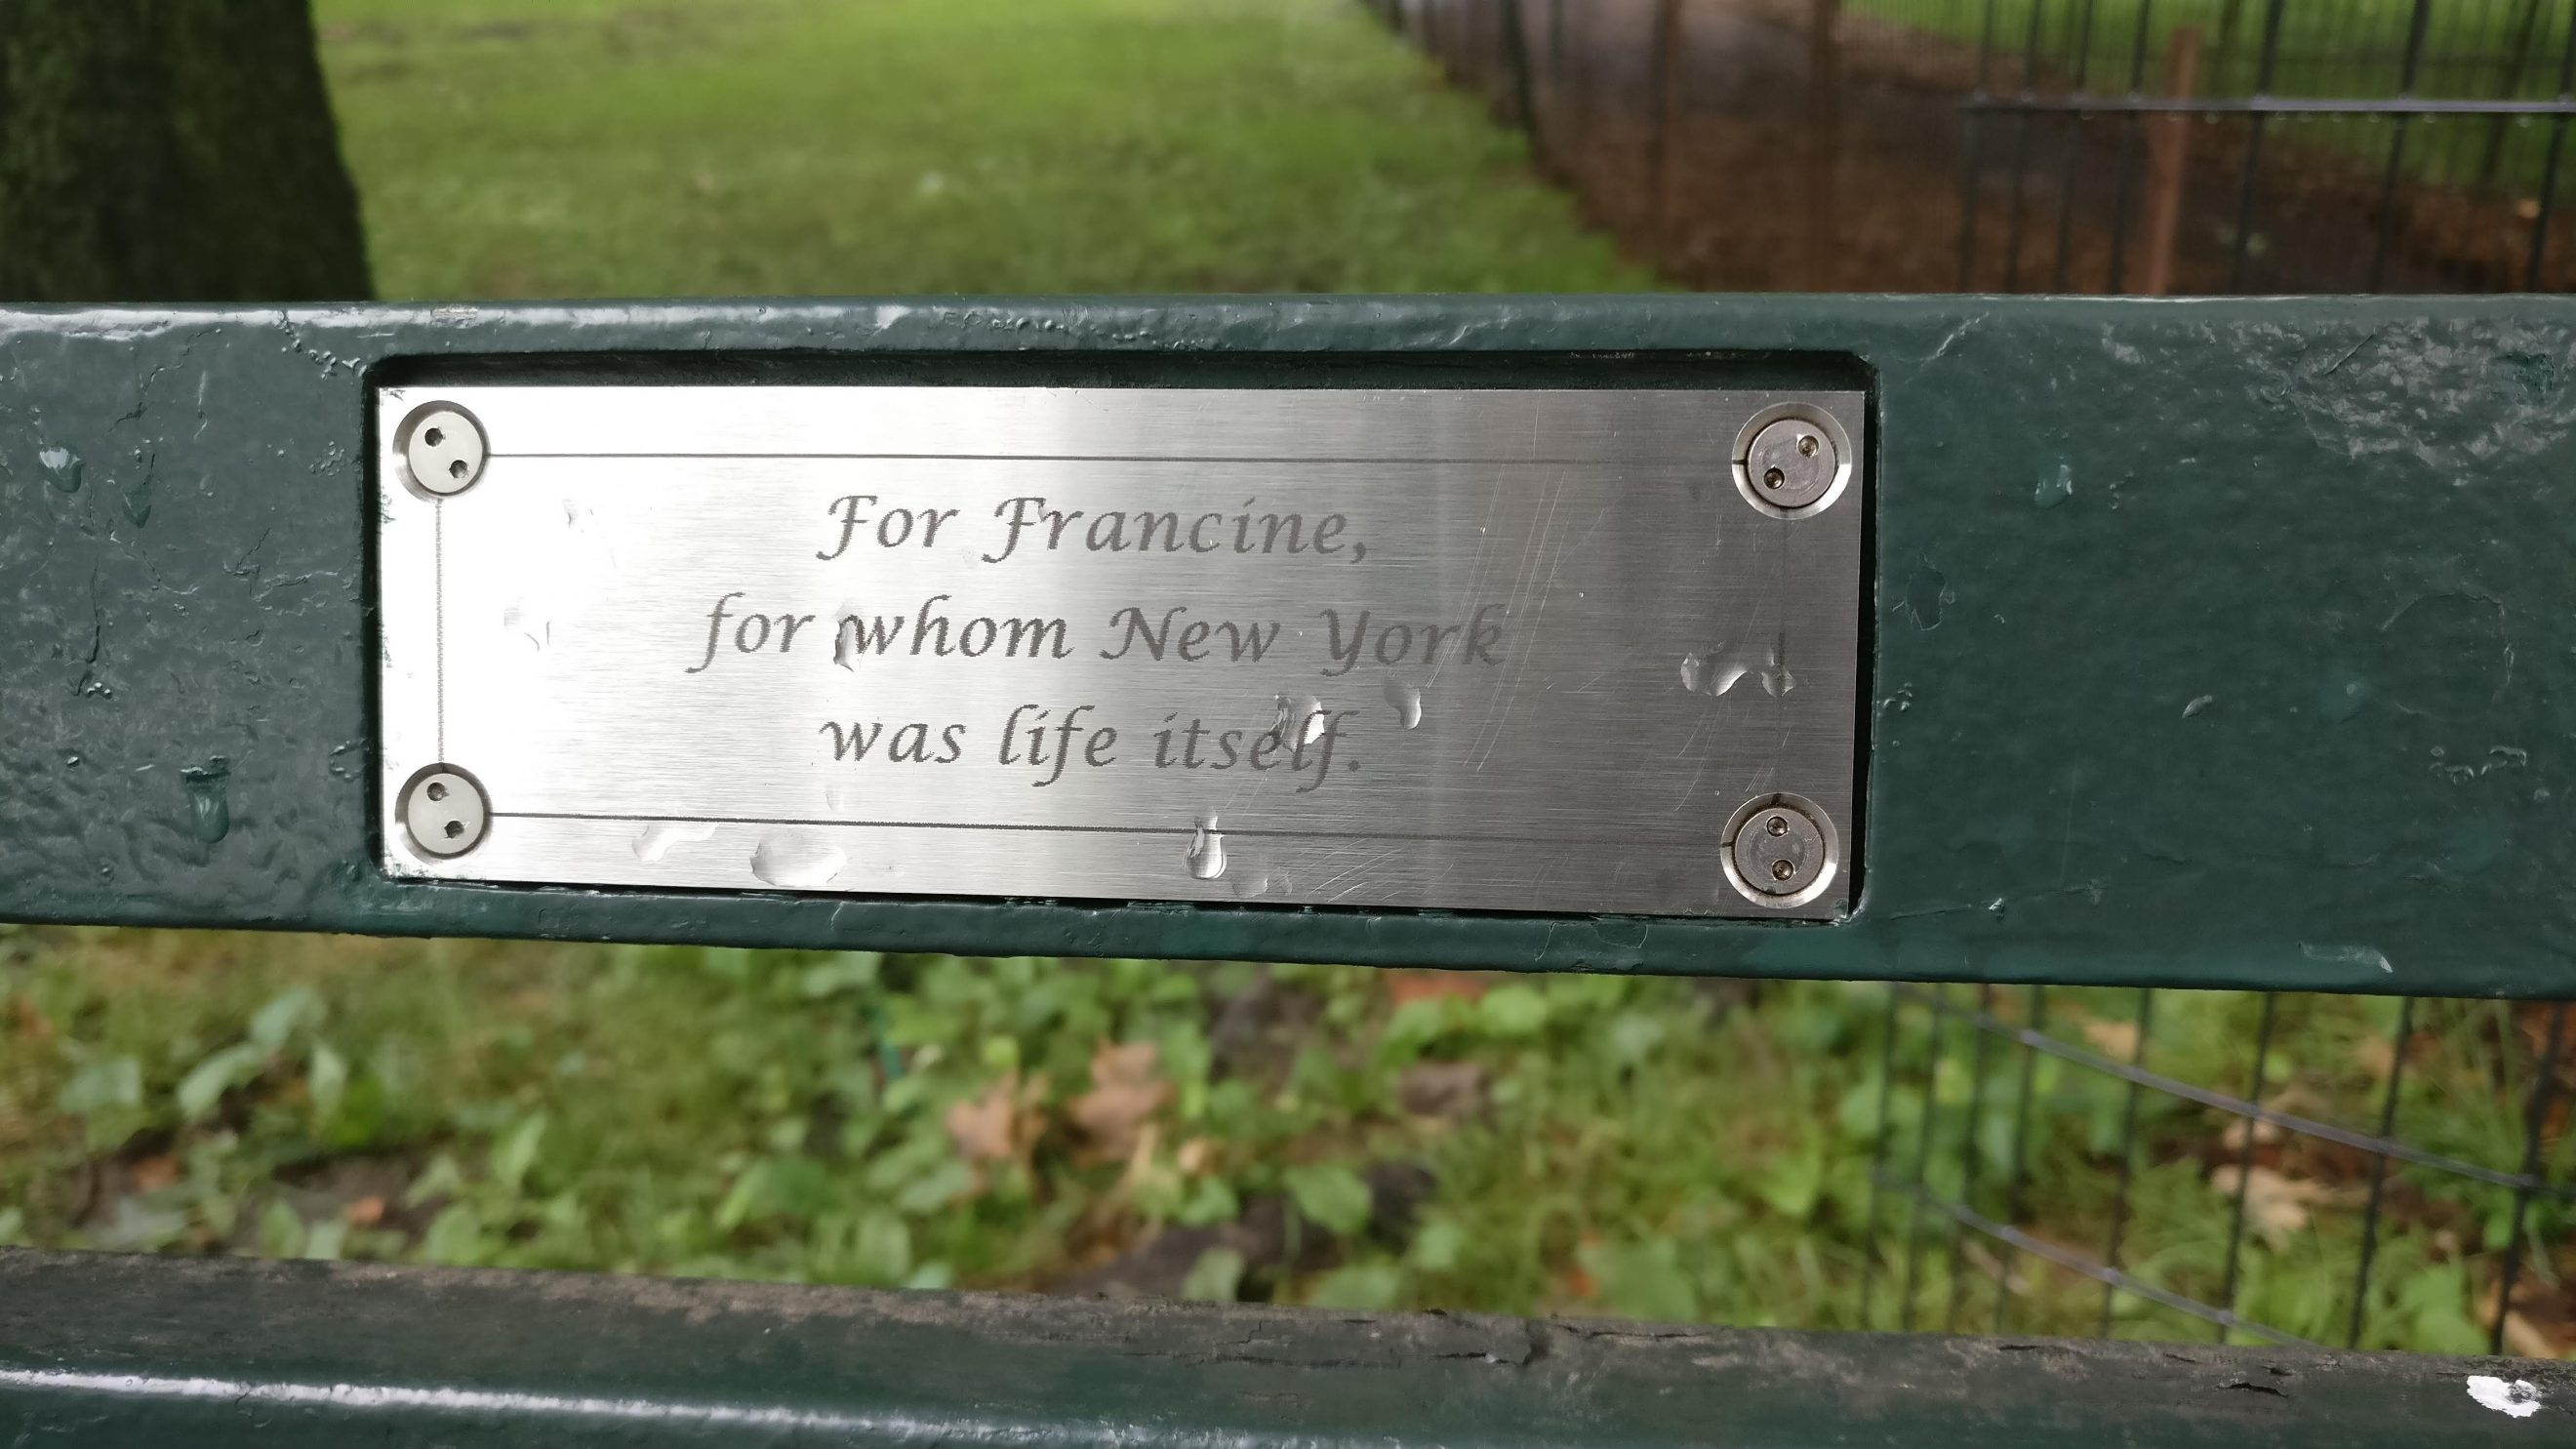 For Francine,
for whom New York
was life itself.